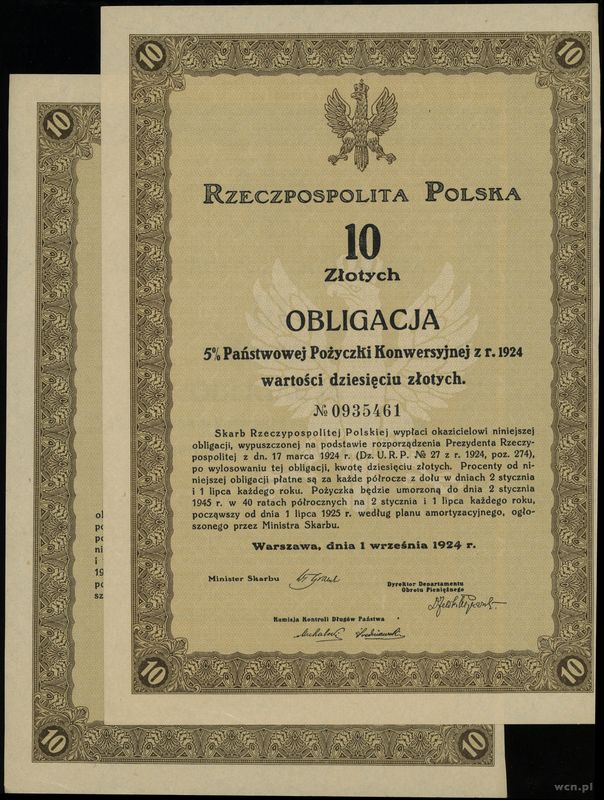 10 10
RZECZPOSPOLITA POLSKA
10
Złotych
OBLIGACJA
5% Państwowej Pożyczki Konwersyjnej z r. 1924
wartości dziesięciu złotych.
№ 0935461
Skarb Rzeczypospolitej Polskiej wypłaci okazicielowi niniejszej
obligacji, wypuszczonej na podstawie rozporządzenia Prezydenta Rzeczy-
pospolitej z dn. 17 marca 1924 r. (Dz. U. R. P. № 27 z r. 1924, poz. 274),
po wylosowaniu tej obligacji, kwotę dziesięciu złotych. Procenty od ni-
niejszej obligacji płatne są za każde półrocze z dołu w dniach 2 stycznia
i 1 lipca każdego roku. Pożyczka będzie umorzoną do dnia 2 stycznia
1945 r. w 40 ratach półrocznych na 2 stycznia i 1 lipca każdego roku,
począwszy od dnia 1 lipca 1925 r. według planu amortyzacyjnego, ogło-
szonego przez Ministra Skarbu.
Warszawa, dnia 1 września 1924 r.
Minister Skarbu
Dyrektor Departamentu
Obrotu Pieniężnego
Komisja Kontroli Długów Państwa
10 10
10
10 10
wcn.pl